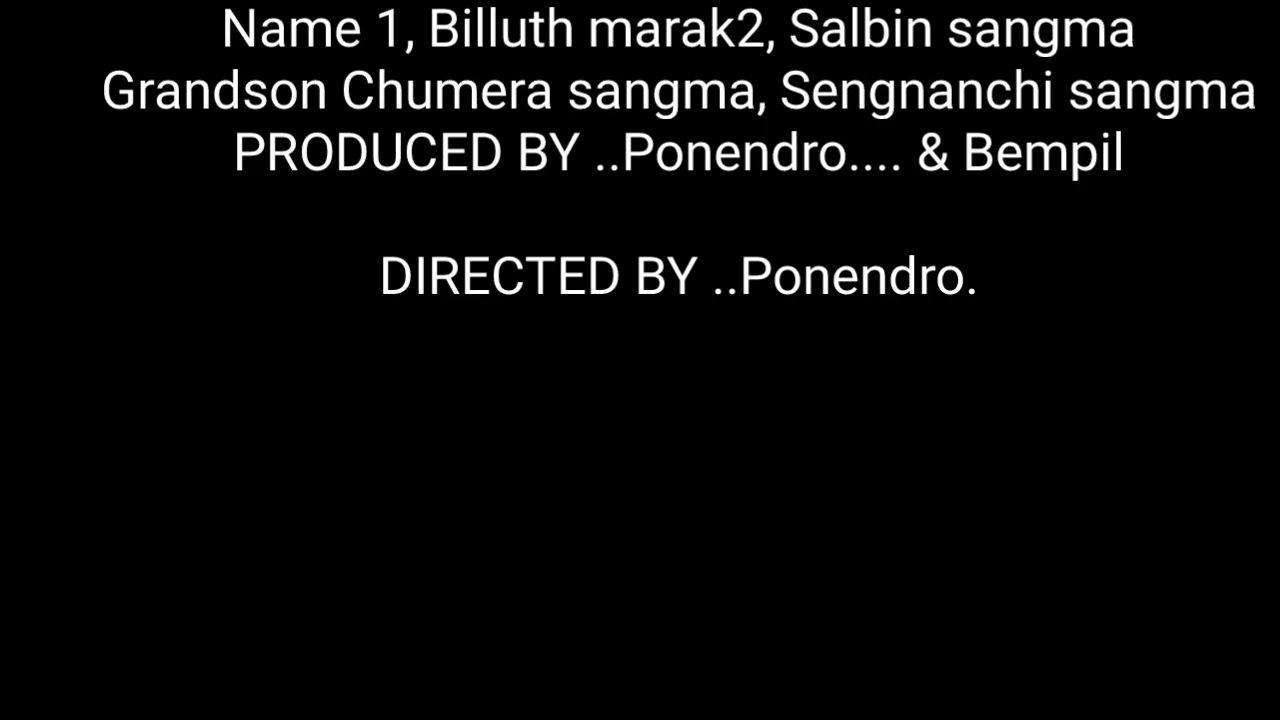 Name 1, Billuth marak2, Salbin sangma
Grandson Chumera sangma, Sengnanchi sangma
PRODUCED BY ..Ponendro.... & Bempil
DIRECTED BY ..Ponendro.